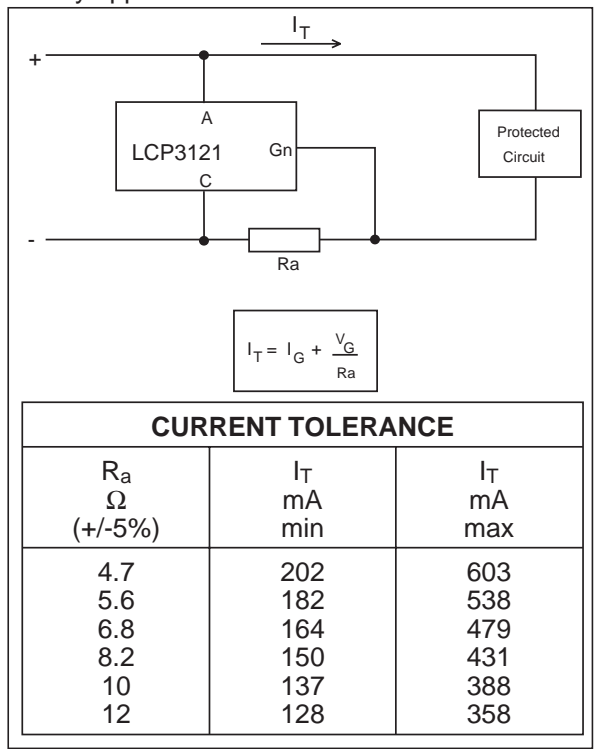 I_T
+
A
LCP3121
Gn
C
Protected
Circuit
-
Ra
I_T = I_G + V_G / Ra
CURRENT TOLERANCE
Ra I_T I_T
Ω mA mA
(+/-5%) min max
4.7 202 603
5.6 182 538
6.8 164 479
8.2 150 431
10 137 388
12 128 358